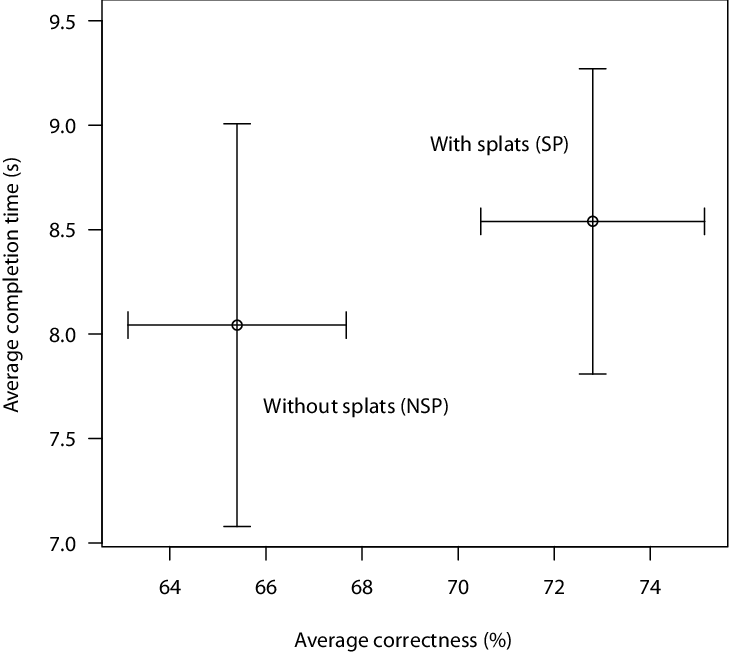 9.5
9.0
With splats (SP)
8.5
8.0
Without splats (NSP)
7.5
7.0
Average completion time (s)
64 66 68 70 72 74
Average correctness (%)